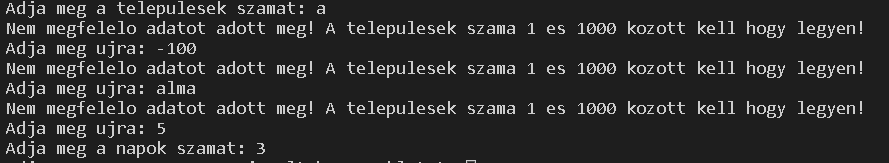 Adja meg a telepulesek szamat: a
Nem megfelelo adatot adott meg! A telepulesek szama 1 es 1000 kozott kell hogy legyen!
Adja meg ujra: -100
Nem megfelelo adatot adott meg! A telepulesek szama 1 es 1000 kozott kell hogy legyen!
Adja meg ujra: alma
Nem megfelelo adatot adott meg! A telepulesek szama 1 es 1000 kozott kell hogy legyen!
Adja meg ujra: 5
Adja meg a napok szamat: 3